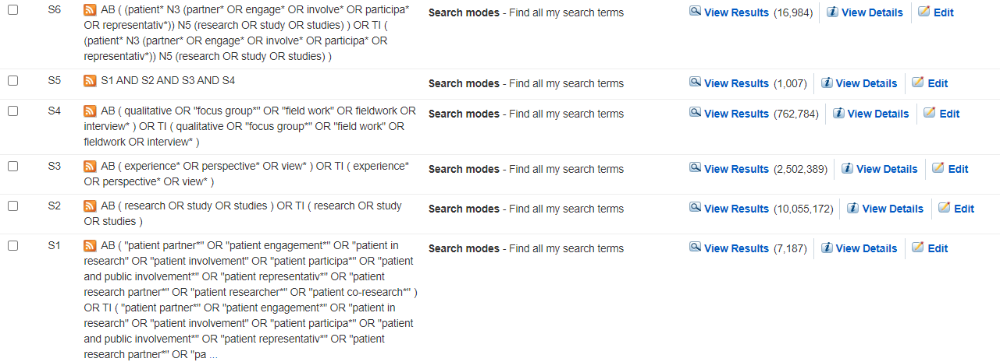 S6 AB ( (patient* N3 (partner* OR engage* OR involve* OR participa* Search modes - Find all my search terms View Results (16,984) View Details Edit
OR representativ*)) N5 (research OR study OR studies) ) OR TI (
(patient* N3 (partner* OR engage* OR involve* OR participa* OR
representativ*)) N5 (research OR study OR studies) )
S5 S1 AND S2 AND S3 AND S4 Search modes - Find all my search terms View Results (1,007) View Details Edit
S4 AB ( qualitative OR "focus group*" OR "field work" OR fieldwork OR Search modes - Find all my search terms View Results (762,784) View Details Edit
interview* ) OR TI ( qualitative OR "focus group*" OR "field work" OR
fieldwork OR interview* )
S3 AB ( experience* OR perspective* OR view* ) OR TI ( experience* Search modes - Find all my search terms View Results (2,502,389) View Details Edit
OR perspective* OR view* )
S2 AB ( research OR study OR studies ) OR TI ( research OR study Search modes - Find all my search terms View Results (10,055,172) View Details Edit
OR studies )
S1 AB ( "patient partner*" OR "patient engagement*" OR "patient in Search modes - Find all my search terms View Results (7,187) View Details Edit
research" OR "patient involvement" OR "patient participa*" OR "patient
and public involvement*" OR "patient representativ*" OR "patient
research partner*" OR "patient researcher*" OR "patient co-research*" )
OR TI ( "patient partner*" OR "patient engagement*" OR "patient in
research" OR "patient involvement" OR "patient participa*" OR "patient
and public involvement*" OR "patient representativ*" OR "patient
research partner*" OR "pa ...